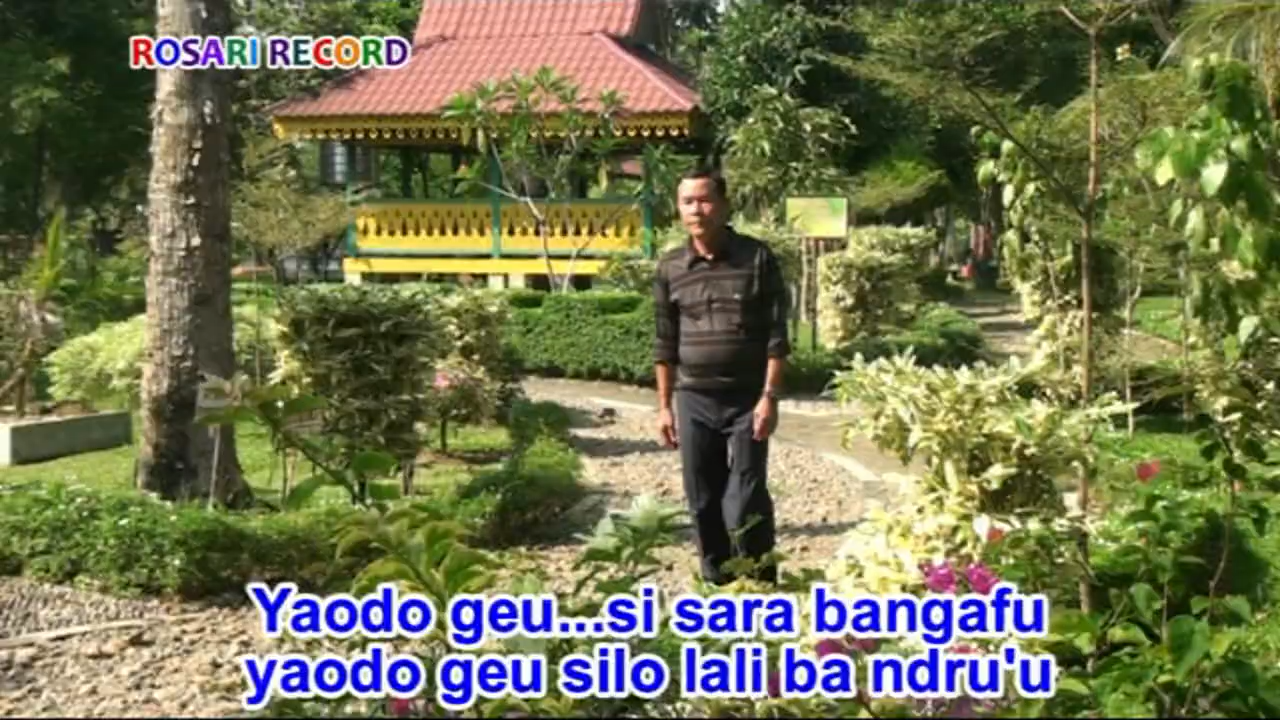 ROSARI RECORD
Yaodo geu...si sara bangafu
yaodo geu silo lali ba ndru'u